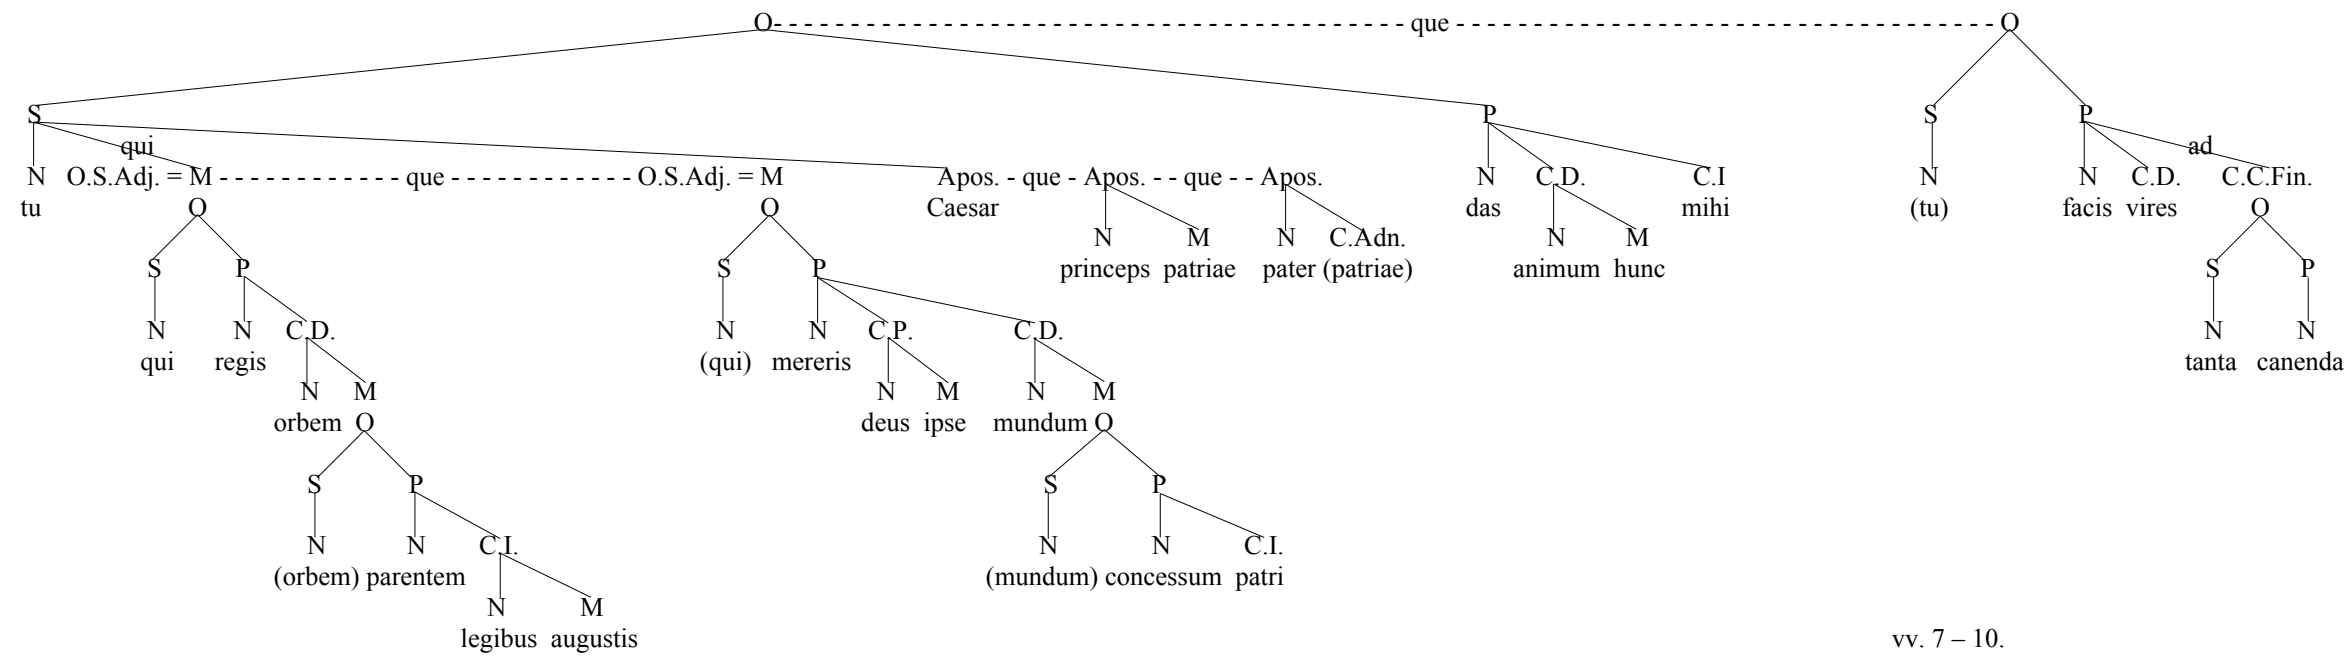 O - - - - - - - - - - - - - - - - - - - - - - que - - - - - - - - - - - - - - - - - - - - - - O
S P S P
qui ad
N O.S.Adj. = M - - - - - - - - - - - - que - - - - - - - - - - - - O.S.Adj. = M Apos. - que - Apos. - - que - - Apos. N C.D. C.I N N C.D. C.C.Fin.
tu O O Caesar das mihi (tu) facis vires O
N M N C.Adn. N M
S P S P princeps patriae pater (patriae) animum hunc S P
N N C.D. N N C.P. C.D. N N
qui regis (qui) mereris tanta canenda
N M N M N M
orbem O deus ipse mundum O
S P S P
N N C.I. N N C.I.
(orbem) parentem (mundum) concessum patri
N M
legibus augustis vv. 7 – 10.